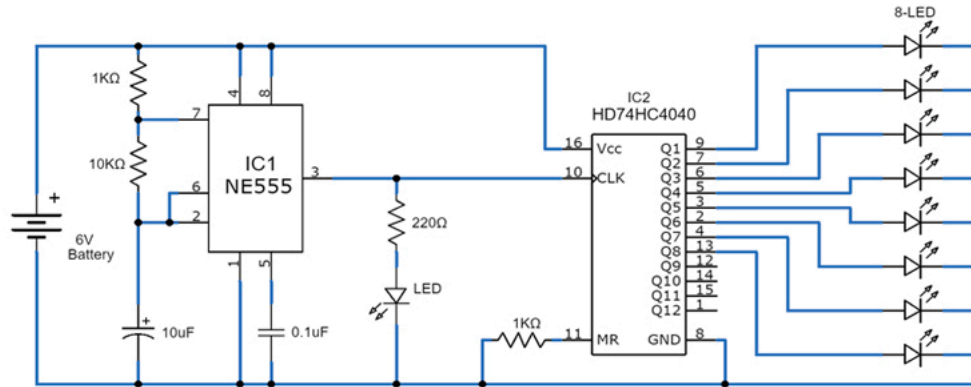 8-LED
1KΩ
4
8
7
IC1
NE555
10KΩ
6
2
3
1
5
+
6V
Battery
+
10uF
0.1uF
220Ω
LED
1KΩ
IC2
HD74HC4040
16 Vcc Q1 9
Q2 7
10 CLK Q3 6
Q4 5
Q5 3
Q6 2
Q7 4
Q8 13
Q9 12
Q10 14
Q11 15
Q12 1
11 MR GND 8